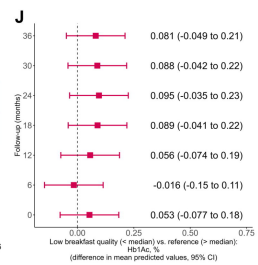 J
36 0.081 (-0.049 to 0.21)
30 0.088 (-0.042 to 0.22)
24 0.095 (-0.035 to 0.23)
18 0.089 (-0.041 to 0.22)
12 0.056 (-0.074 to 0.19)
6 -0.016 (-0.15 to 0.11)
0 0.053 (-0.077 to 0.18)
Follow-up (months)
0.00 0.25 0.50 0.75
Low breakfast quality (< median) vs. reference (> median):
Hb1Ac, %
(difference in mean predicted values, 95% CI)